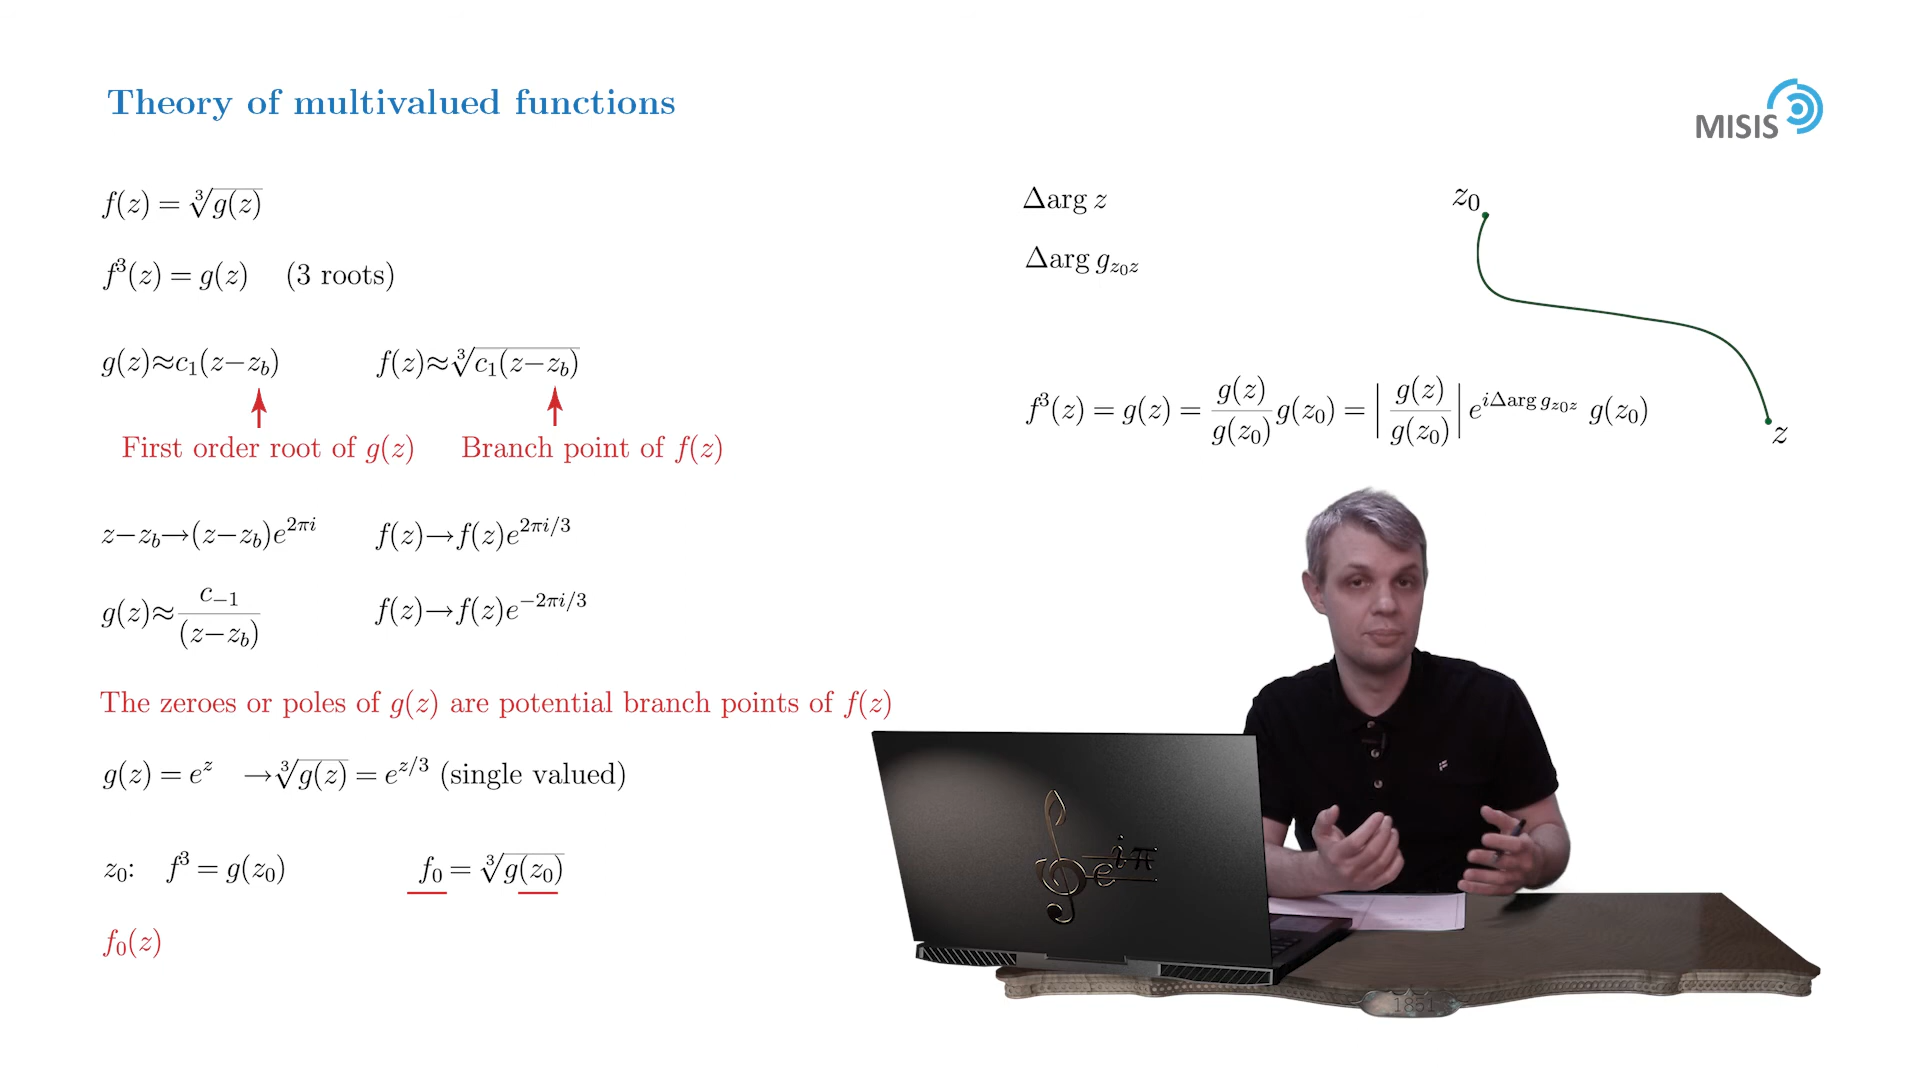 Theory of multivalued functions
MISIS
f(z) = ∛g(z)
f³(z) = g(z) (3 roots)
g(z)≈c₁(z−z_b) f(z)≈∛c₁(z−z_b)
First order root of g(z) Branch point of f(z)
z−z_b→(z−z_b)e^{2πi} f(z)→f(z)e^{2πi/3}
g(z)≈c₋₁/(z−z_b) f(z)→f(z)e^{−2πi/3}
The zeroes or poles of g(z) are potential branch points of f(z)
g(z) = e^z →∛g(z) = e^{z/3} (single valued)
z₀: f³ = g(z₀) f₀ = ∛g(z₀)
f₀(z)
Δarg z
Δarg g_{z₀z}
z₀
z
f³(z) = g(z) = g(z)/g(z₀) g(z₀) = |g(z)/g(z₀)| e^{iΔarg g_{z₀z}} g(z₀)
e^{iπ}
1851